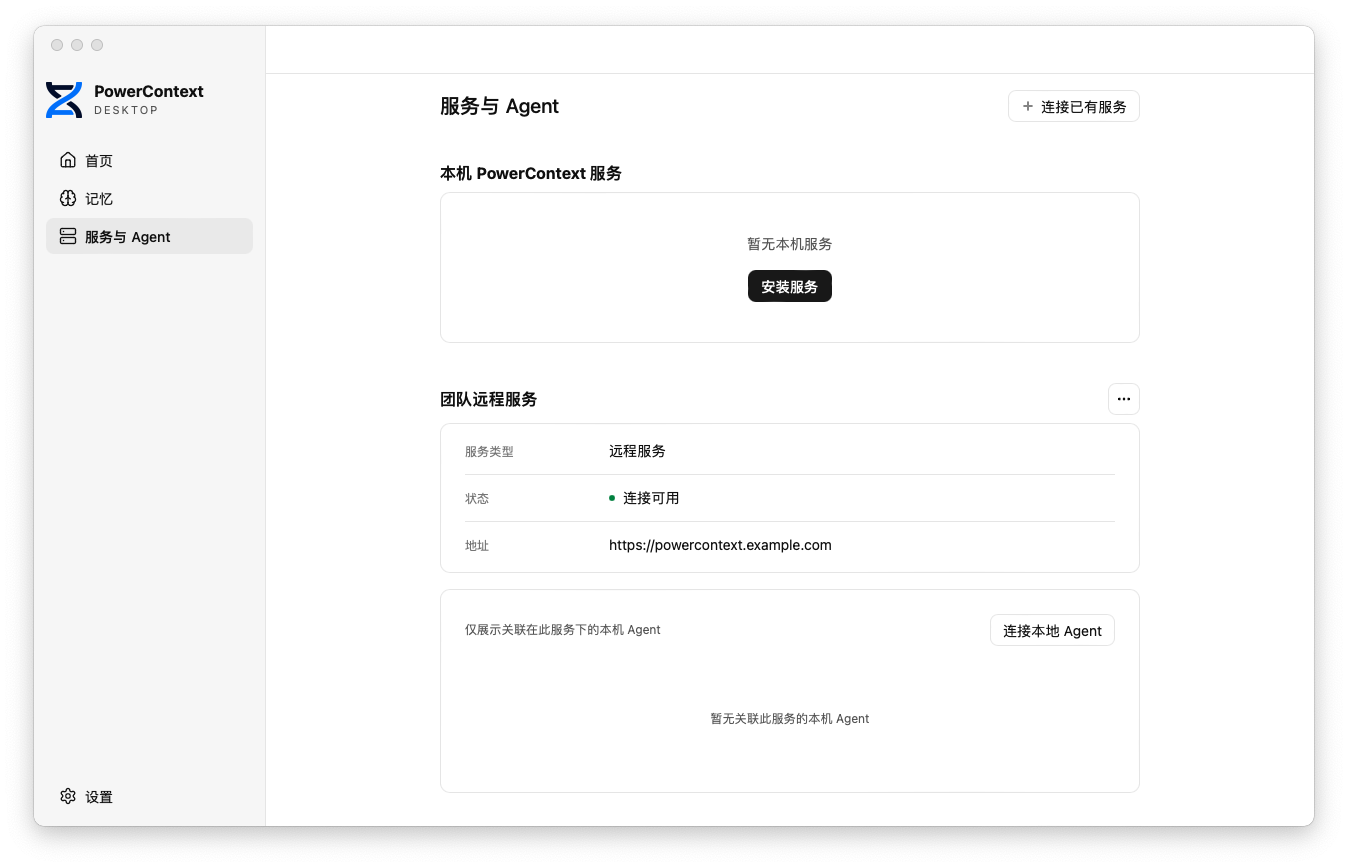 PowerContext
DESKTOP
首页
记忆
服务与 Agent
设置
服务与 Agent
+ 连接已有服务
本机 PowerContext 服务
暂无本机服务
安装服务
团队远程服务
服务类型 远程服务
状态 连接可用
地址 https://powercontext.example.com
仅展示关联在此服务下的本机 Agent
连接本地 Agent
暂无关联此服务的本机 Agent